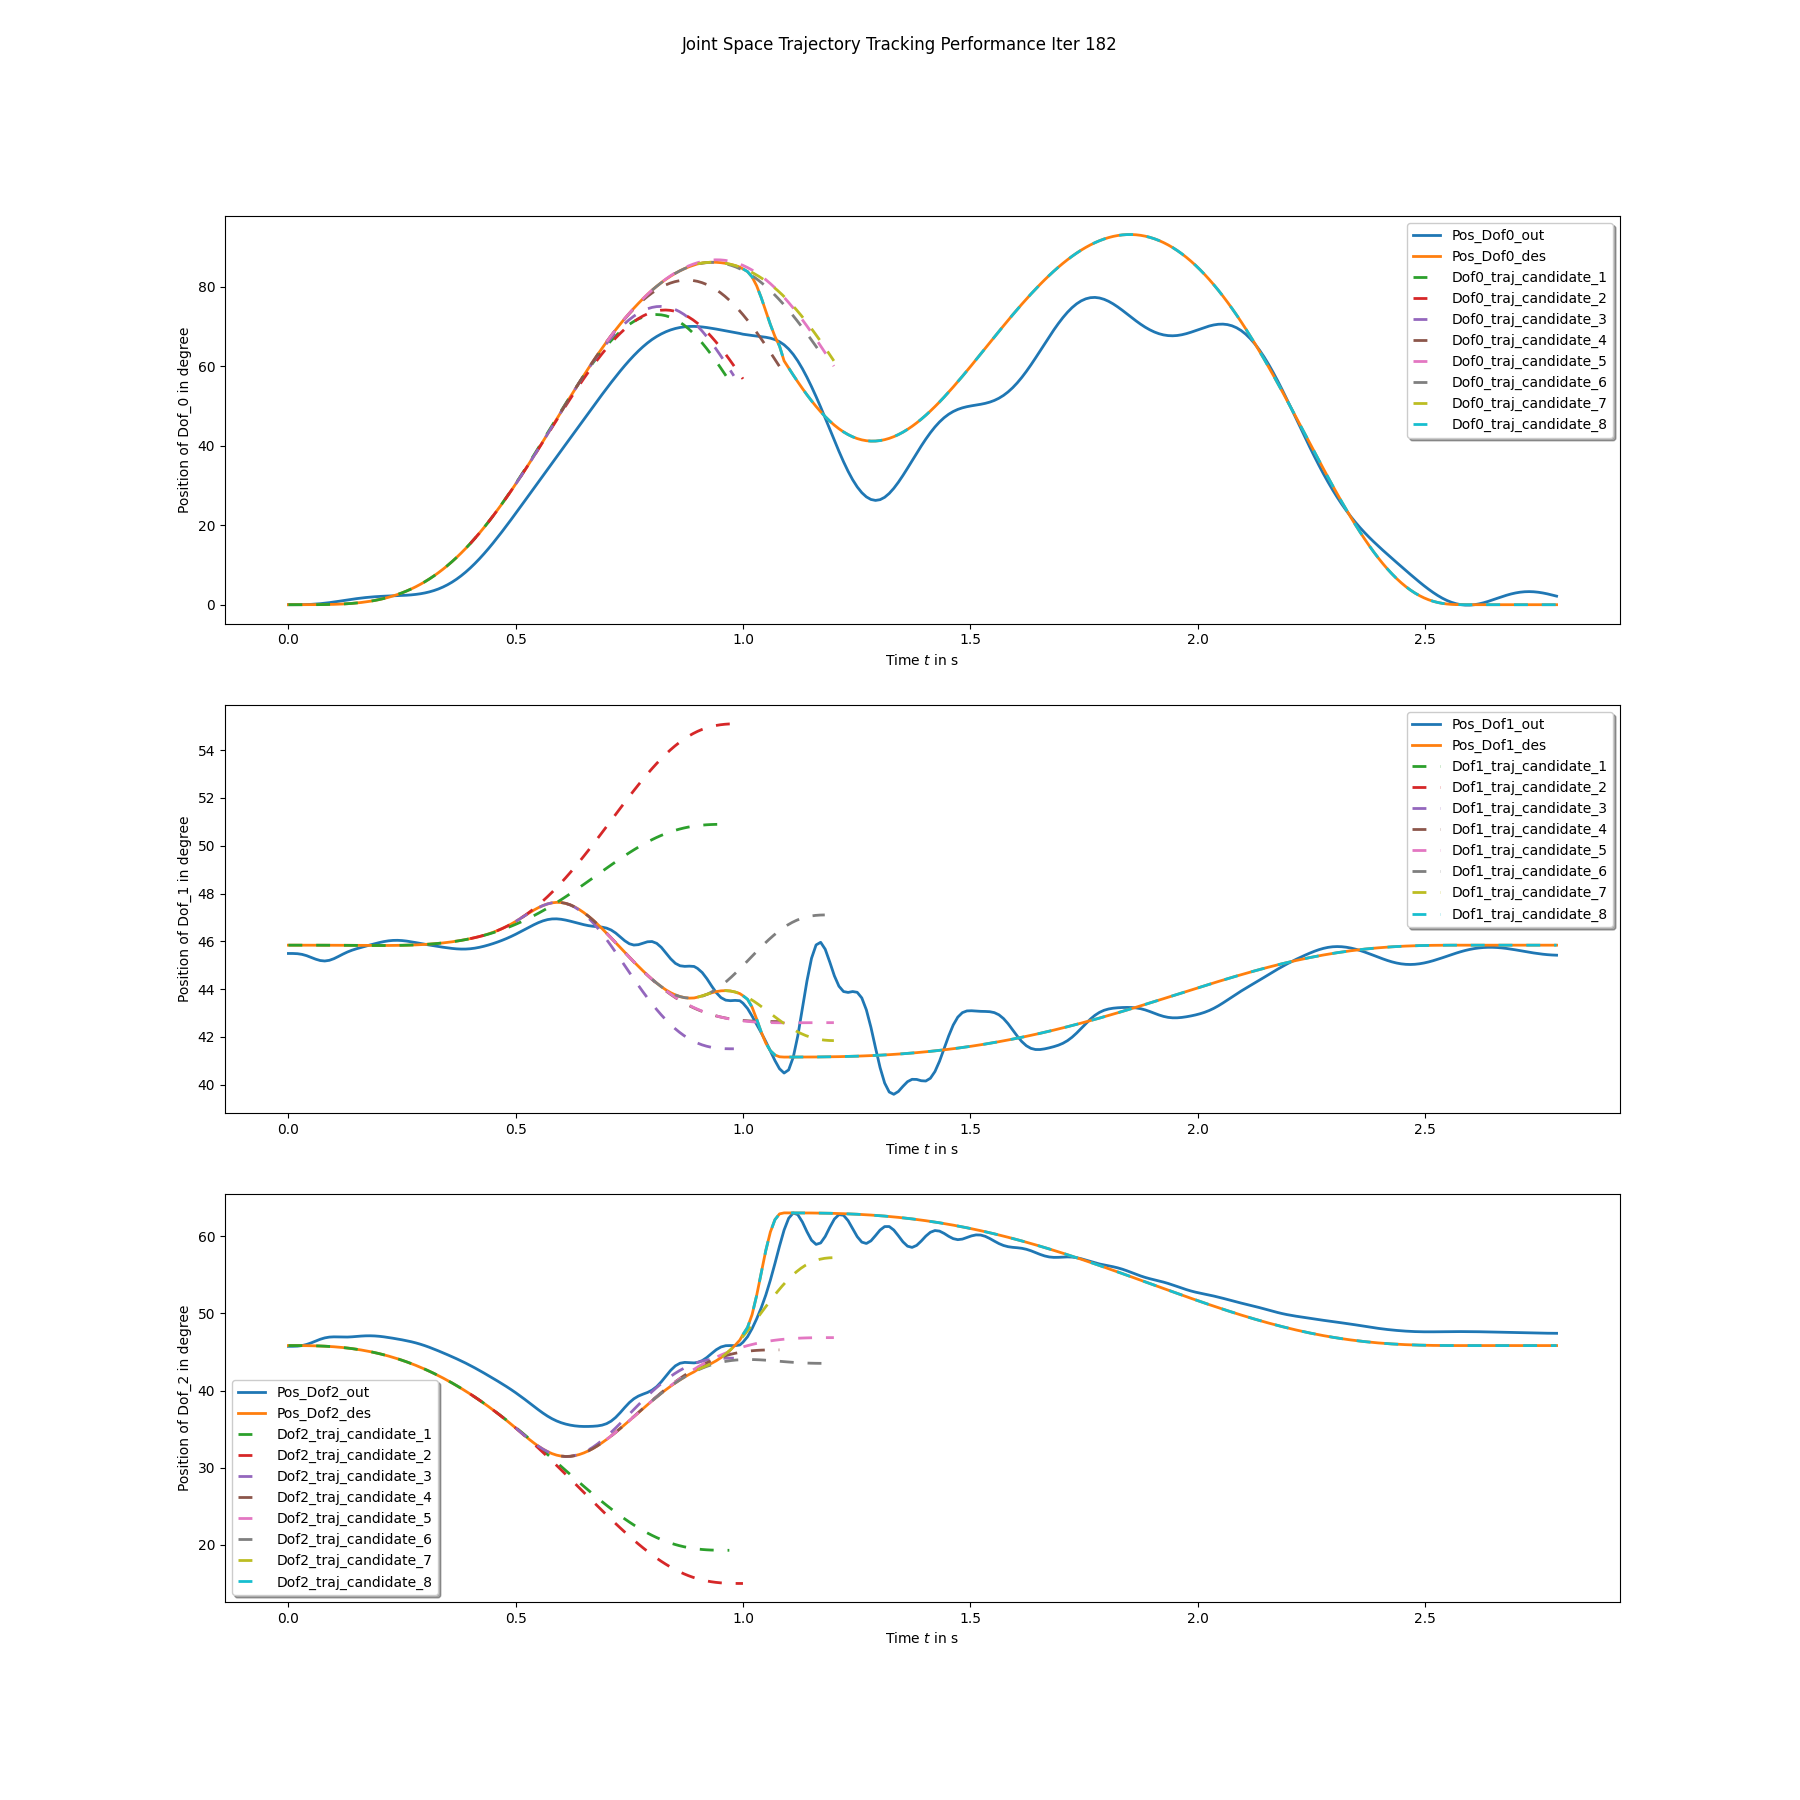 Joint Space Trajectory Tracking Performance Iter 182
Position of Dof_0 in degree
80
60
40
20
0
Pos_Dof0_out
Pos_Dof0_des
Dof0_traj_candidate_1
Dof0_traj_candidate_2
Dof0_traj_candidate_3
Dof0_traj_candidate_4
Dof0_traj_candidate_5
Dof0_traj_candidate_6
Dof0_traj_candidate_7
Dof0_traj_candidate_8
0.0 0.5 1.0 1.5 2.0 2.5
Time t in s
Position of Dof_1 in degree
54
52
50
48
46
44
42
40
Pos_Dof1_out
Pos_Dof1_des
Dof1_traj_candidate_1
Dof1_traj_candidate_2
Dof1_traj_candidate_3
Dof1_traj_candidate_4
Dof1_traj_candidate_5
Dof1_traj_candidate_6
Dof1_traj_candidate_7
Dof1_traj_candidate_8
0.0 0.5 1.0 1.5 2.0 2.5
Time t in s
Position of Dof_2 in degree
60
50
40
30
20
Pos_Dof2_out
Pos_Dof2_des
Dof2_traj_candidate_1
Dof2_traj_candidate_2
Dof2_traj_candidate_3
Dof2_traj_candidate_4
Dof2_traj_candidate_5
Dof2_traj_candidate_6
Dof2_traj_candidate_7
Dof2_traj_candidate_8
0.0 0.5 1.0 1.5 2.0 2.5
Time t in s